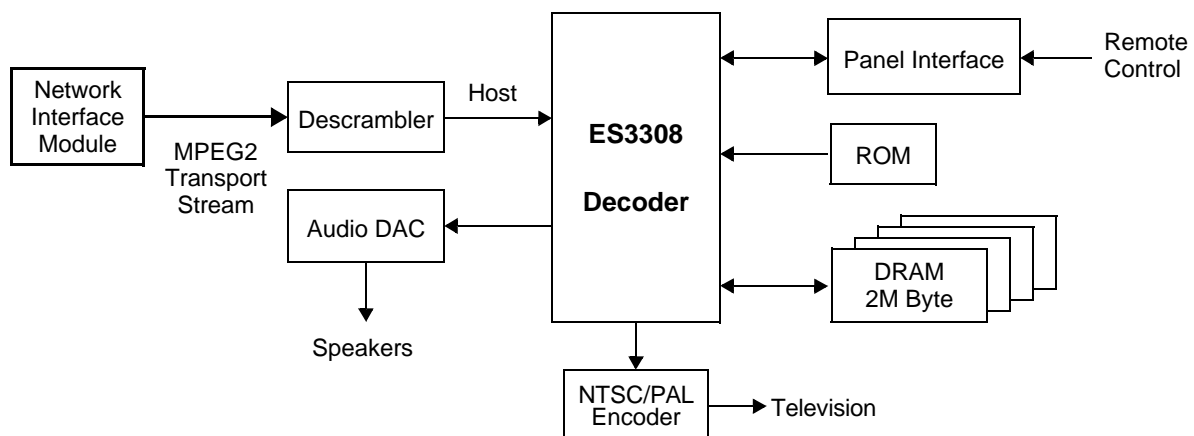 Network
Interface
Module
MPEG2
Transport
Stream
Descrambler
Host
Audio DAC
Speakers
ES3308
Decoder
Panel Interface
Remote
Control
ROM
DRAM
2M Byte
NTSC/PAL
Encoder
Television